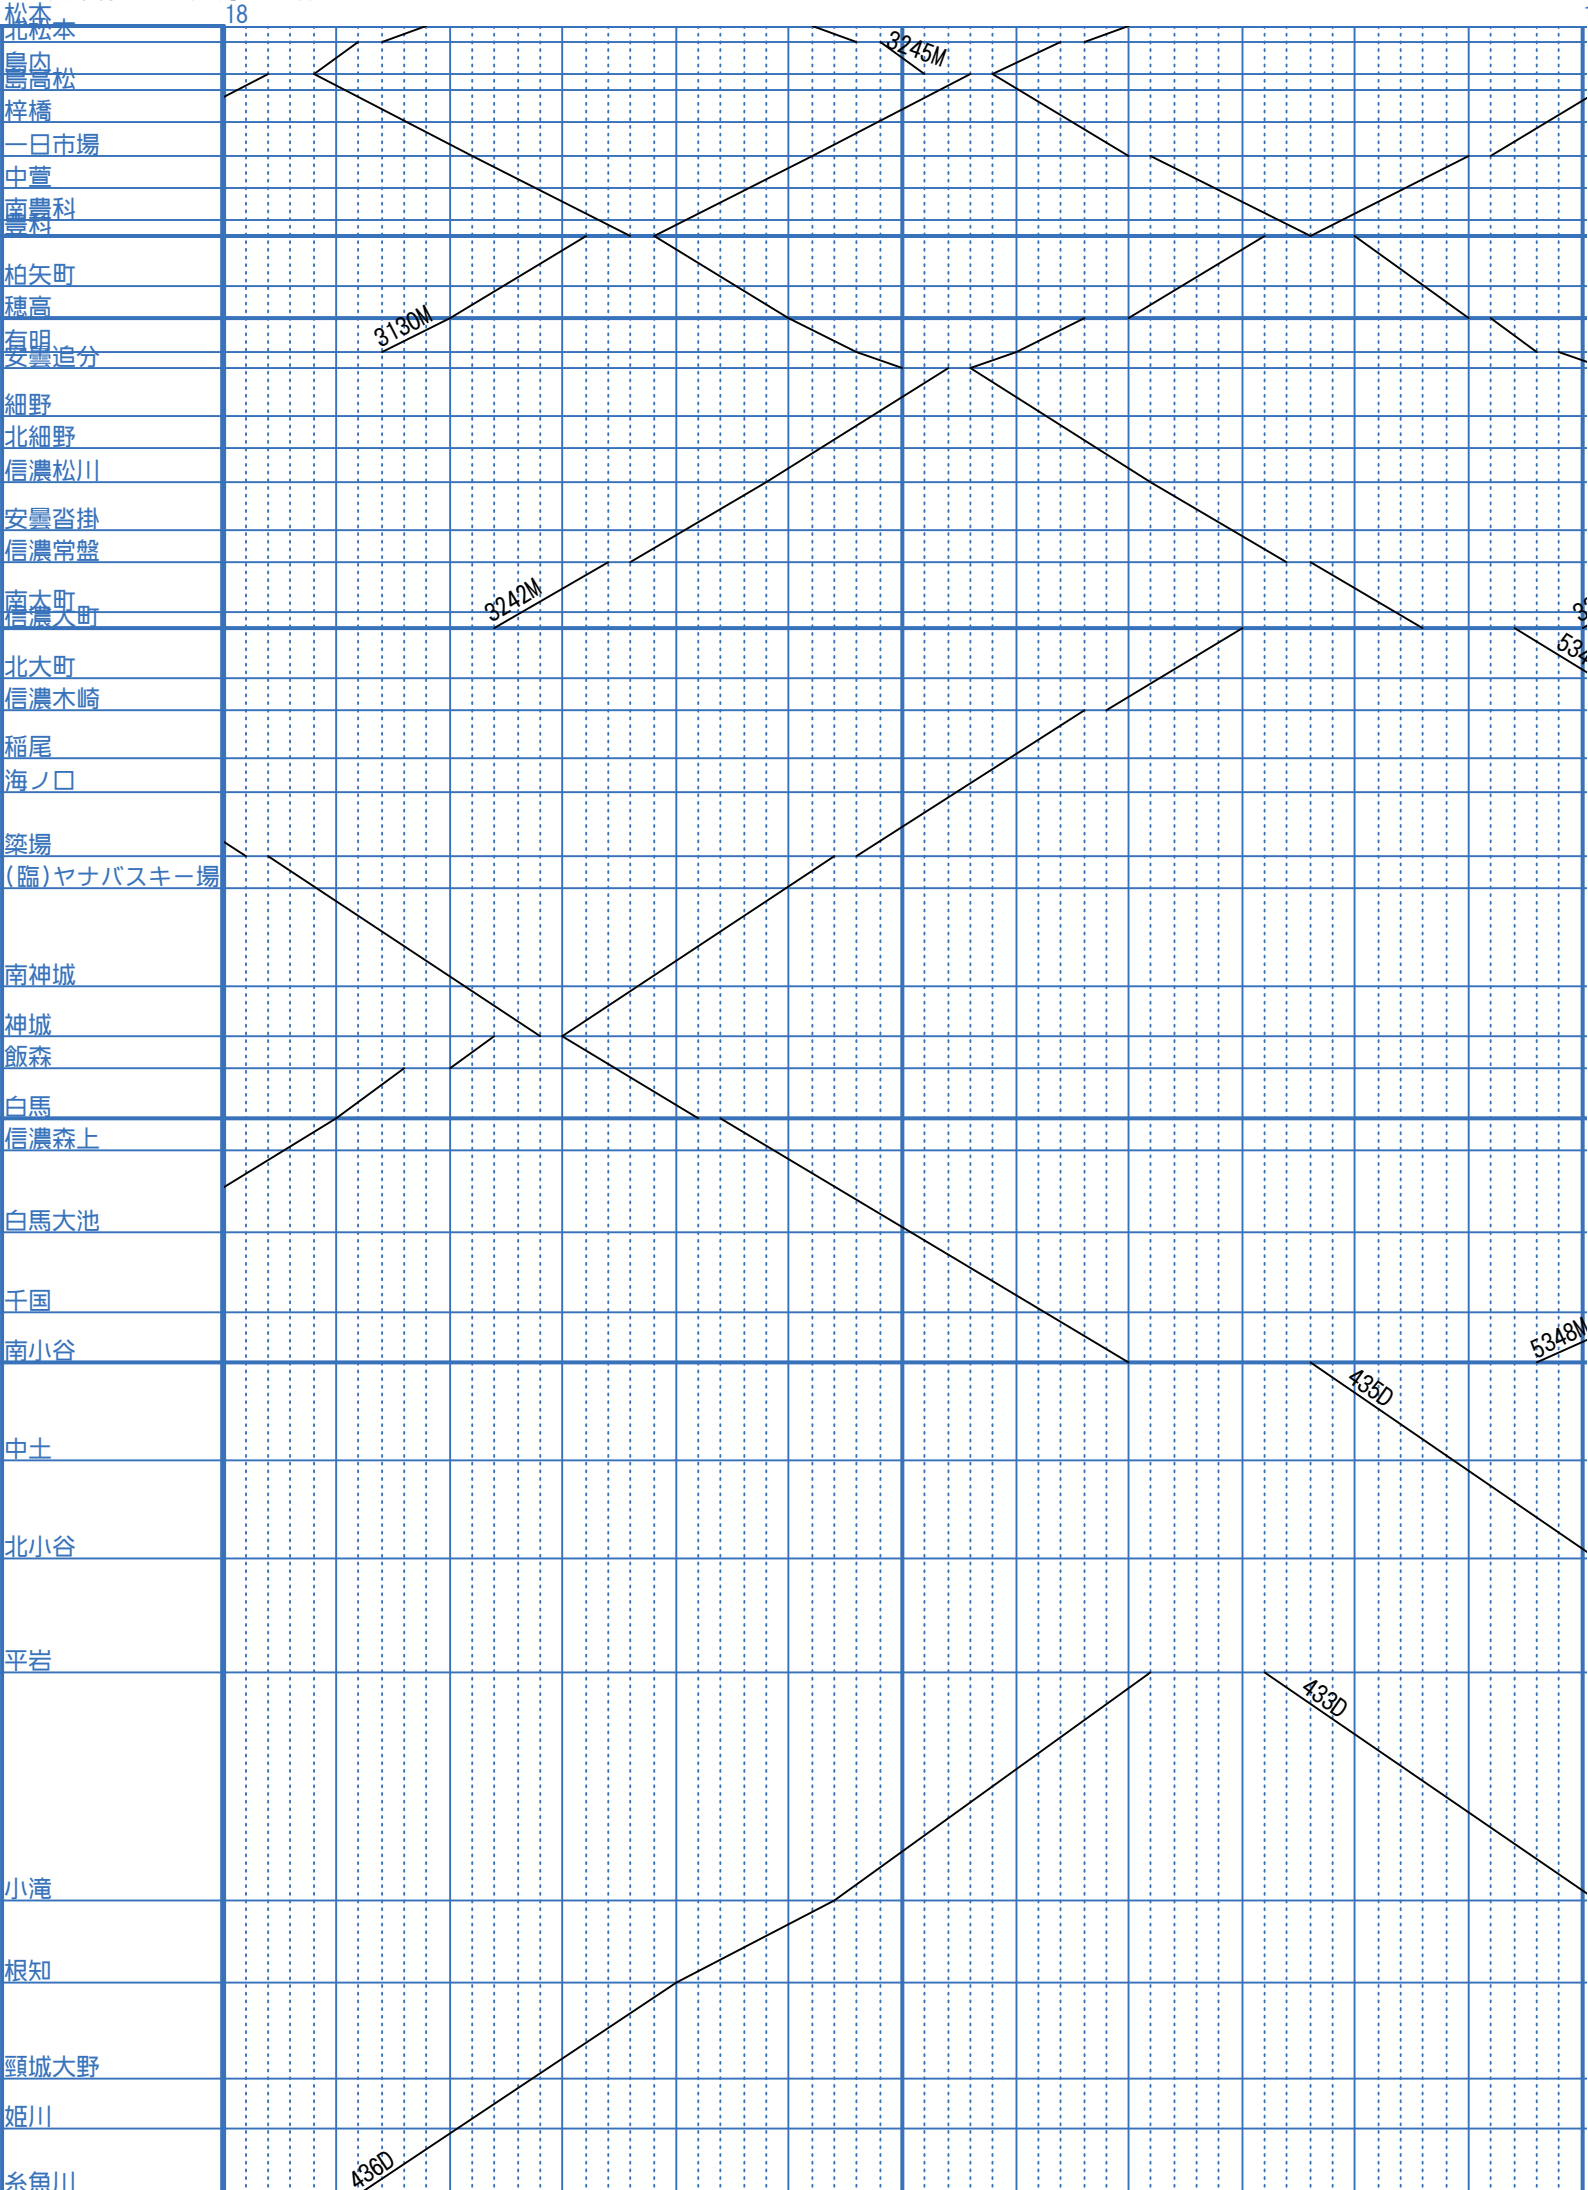 松本
18
北松本
島内
3245M
島高松
梓橋
一日市場
中萱
南豊科
豊科
柏矢町
穂高
3130M
有明
安曇追分
細野
北細野
信濃松川
安曇沓掛
信濃常盤
南大町
3242M
信濃大町
534
北大町
信濃木崎
稲尾
海ノ口
簗場
(臨)ヤナバスキー場
南神城
神城
飯森
白馬
信濃森上
白馬大池
千国
南小谷
5348M
435D
中土
北小谷
平岩
433D
小滝
根知
頸城大野
姫川
436D
糸魚川